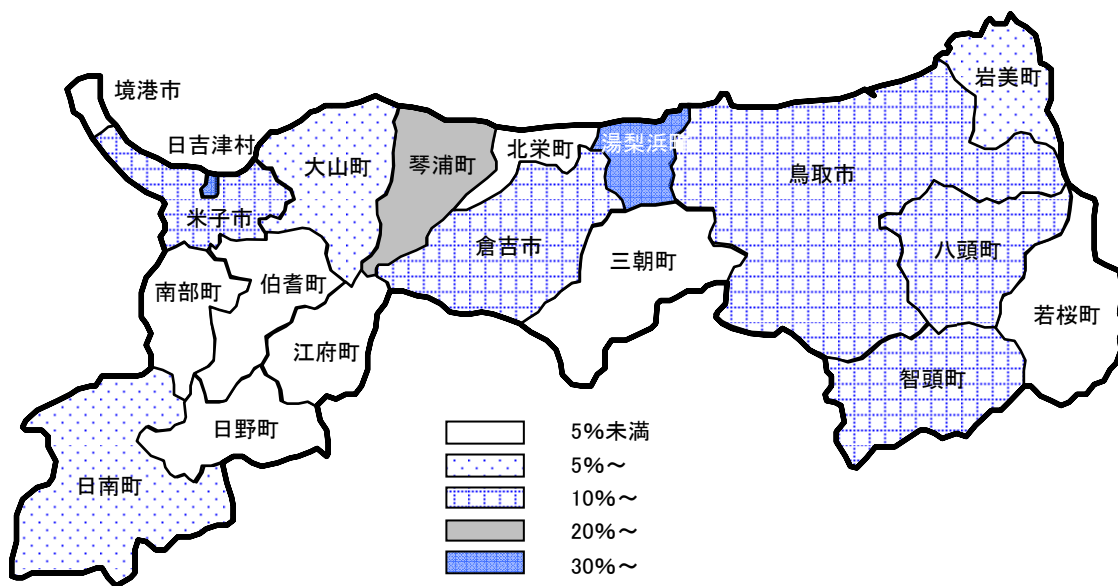 岩美町
境港市
日吉津村
大山町
琴浦町
北栄町
湯梨浜町
鳥取市
米子市
倉吉市
三朝町
八頭町
南部町
伯耆町
江府町
若桜町
智頭町
日野町
日南町
5%未満
5%～
10%～
20%～
30%～